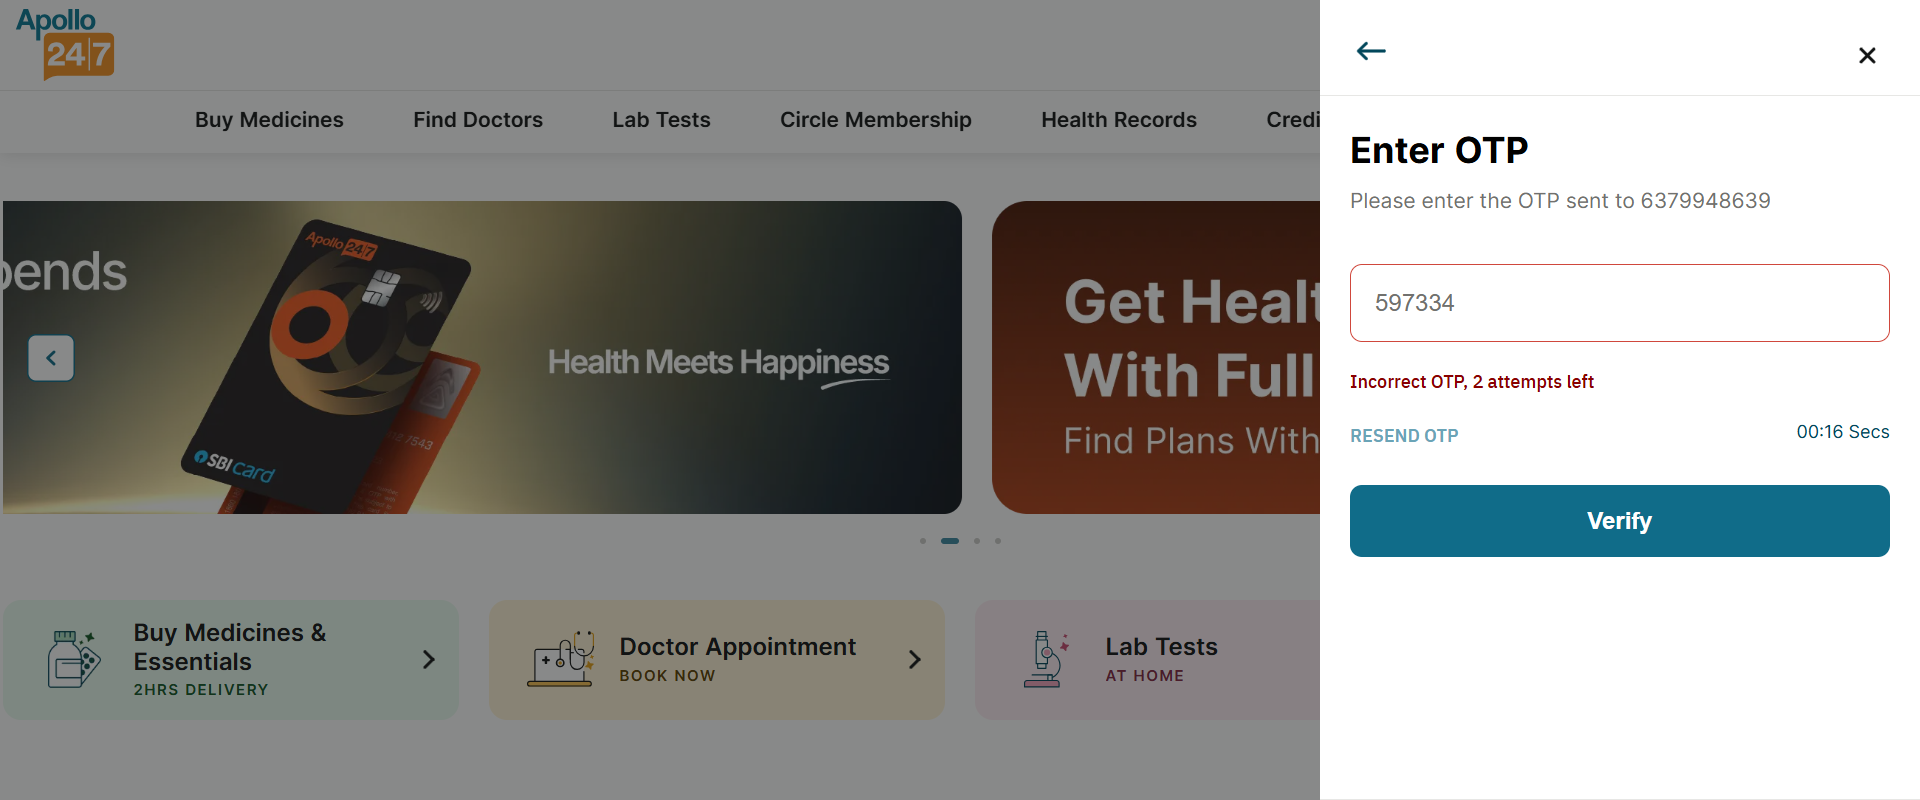 Apollo
24|7
Buy Medicines
Find Doctors
Lab Tests
Circle Membership
Health Records
Credi
pends
Apollo 24|7
SBI card
7543
Health Meets Happiness
Get Healt
With Full
Find Plans With
Buy Medicines &
Essentials
2HRS DELIVERY
Doctor Appointment
BOOK NOW
Lab Tests
AT HOME
Enter OTP
Please enter the OTP sent to 6379948639
597334
Incorrect OTP, 2 attempts left
RESEND OTP
00:16 Secs
Verify